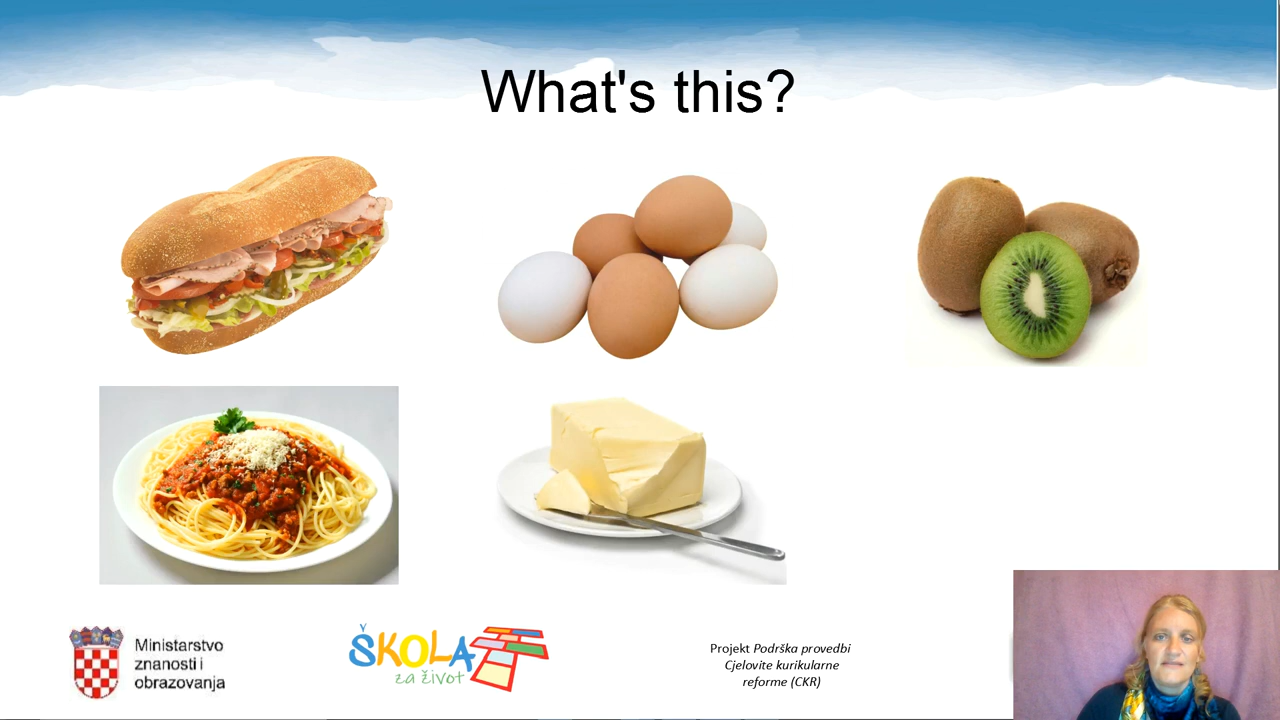 What's this?
Ministarstvo
znanosti i
obrazovanja
ŠKOLA
za život
Projekt Podrška provedbi
Cjelovite kurikularne
reforme (CKR)